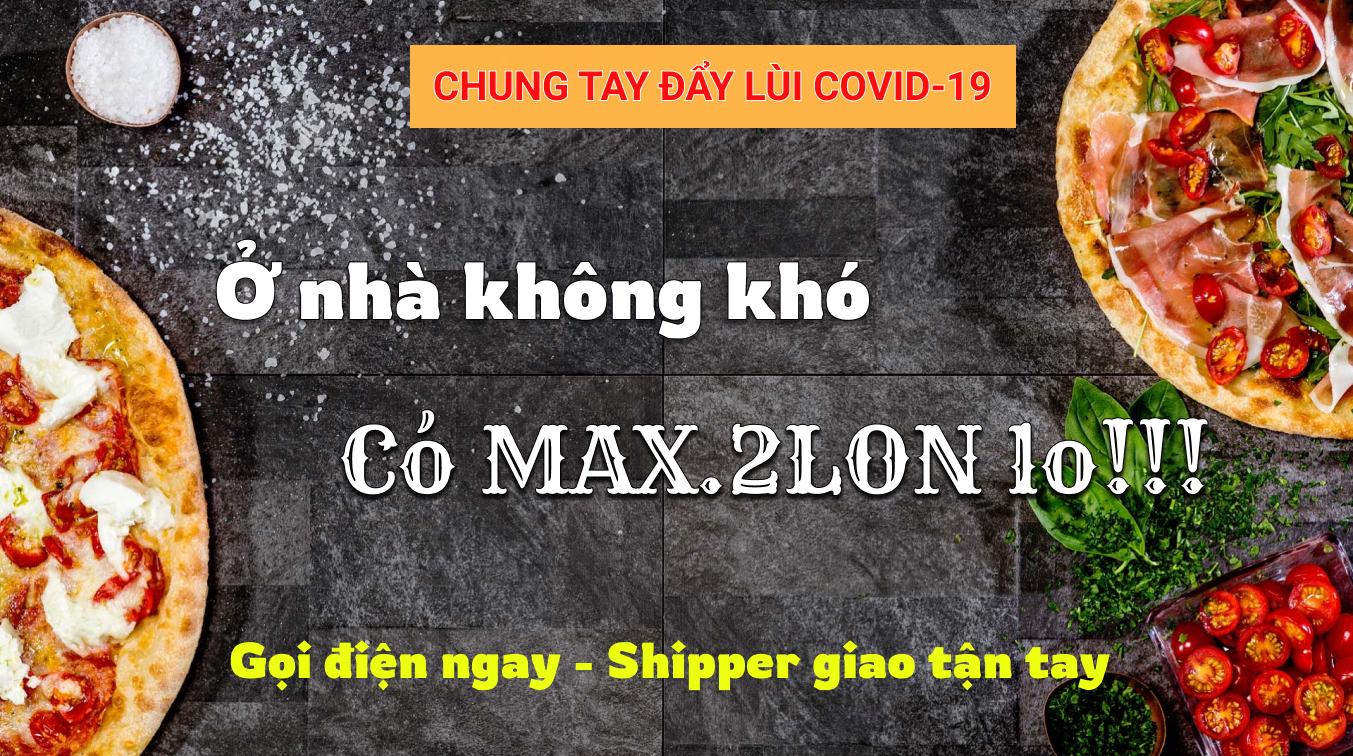 CHUNG TAY ĐẨY LÙI COVID-19
Ở nhà không khó
Cỏ MAX.2LON lo!!!
Gọi điện ngay - Shipper giao tận tay